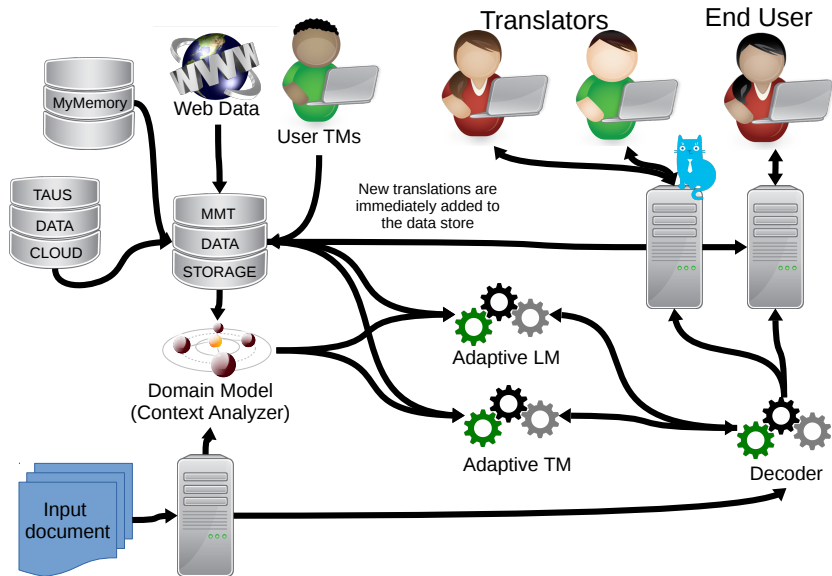 Translators
End User
MyMemory
WWW
Web Data
User TMs
TAUS
DATA
CLOUD
MMT
DATA
STORAGE
New translations are
immediately added to
the data store
Adaptive LM
Domain Model
(Context Analyzer)
Adaptive TM
Decoder
Input
document